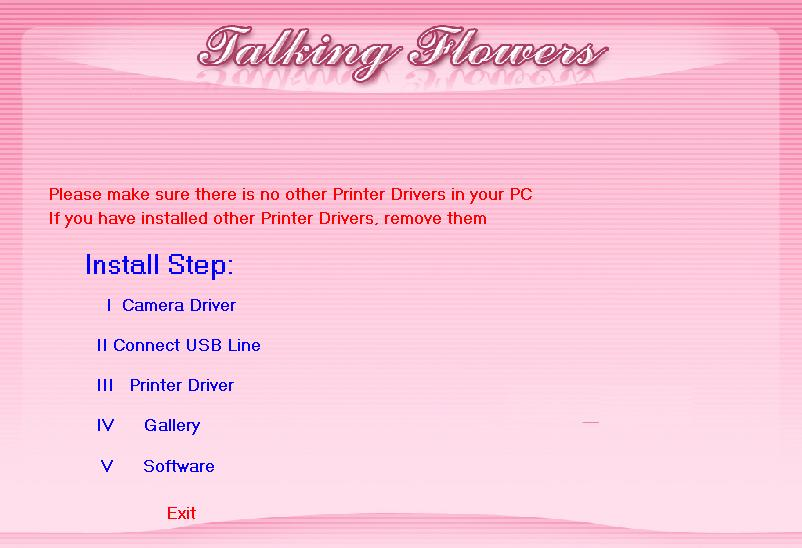 Talking Flowers
Please make sure there is no other Printer Drivers in your PC
If you have installed other Printer Drivers, remove them
Install Step:
I Camera Driver
II Connect USB Line
III Printer Driver
IV Gallery
V Software
Exit